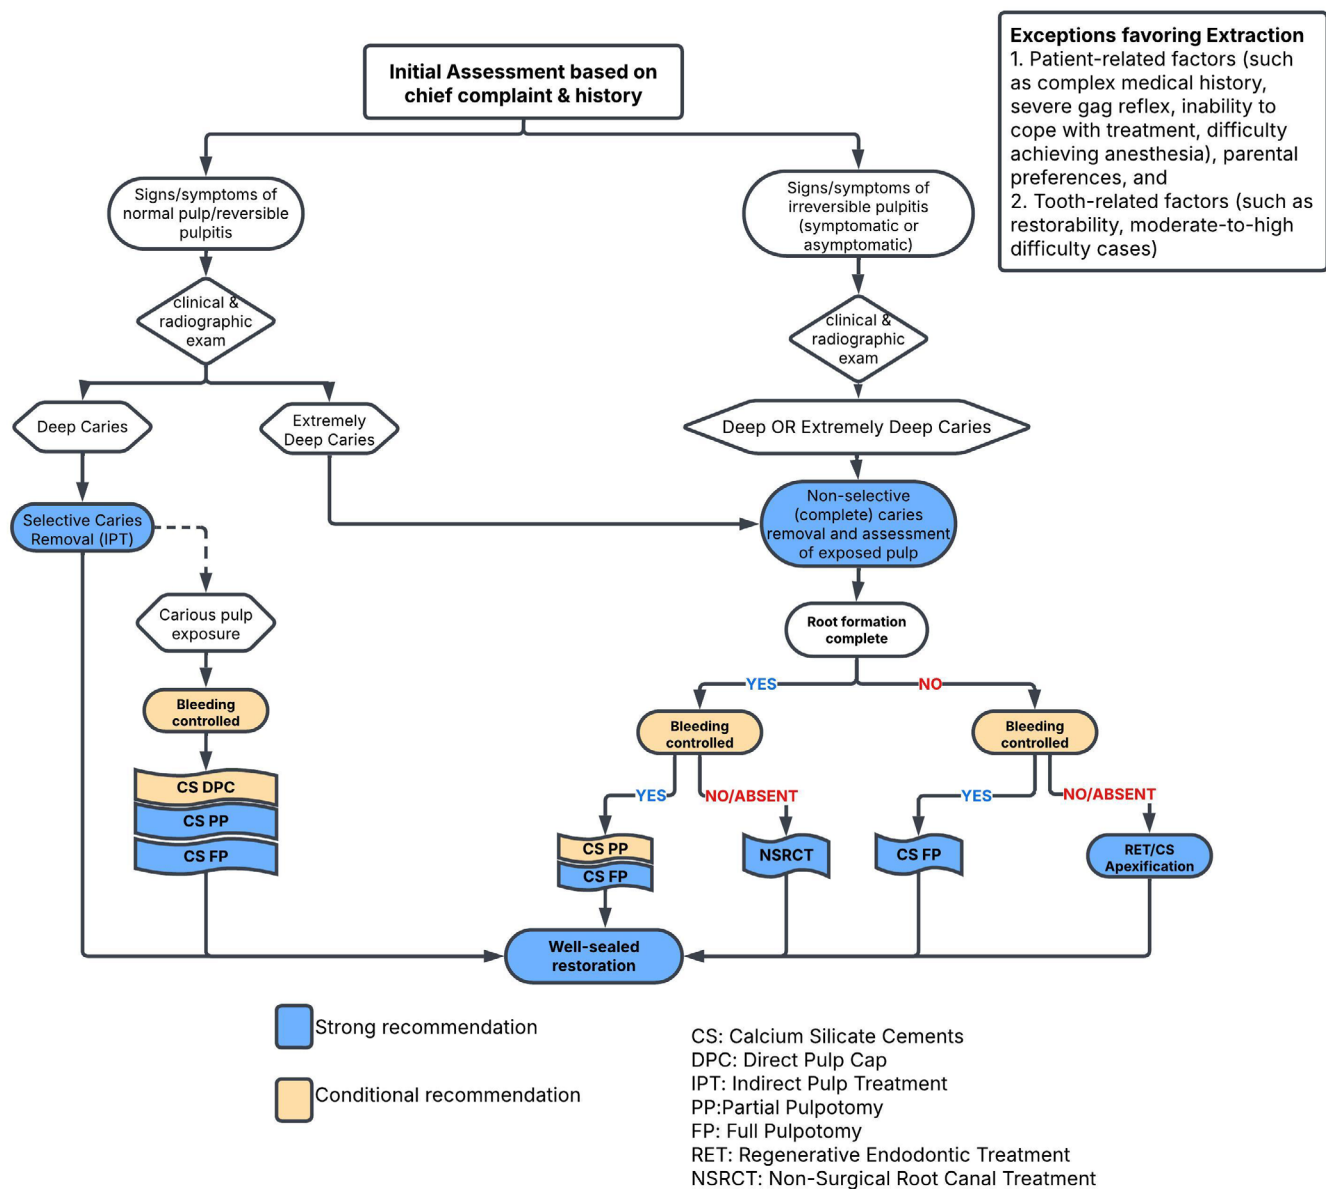 Initial Assessment based on
chief complaint & history
Exceptions favoring Extraction
1. Patient-related factors (such
as complex medical history,
severe gag reflex, inability to
cope with treatment, difficulty
achieving anesthesia), parental
preferences, and
2. Tooth-related factors (such as
restorability, moderate-to-high
difficulty cases)
Signs/symptoms of
normal pulp/reversible
pulpitis
Signs/symptoms of
irreversible pulpitis
(symptomatic or
asymptomatic)
clinical &
radiographic
exam
clinical &
radiographic
exam
Deep Caries
Extremely
Deep Caries
Deep OR Extremely Deep Caries
Selective Caries
Removal (IPT)
Non-selective
(complete) caries
removal and assessment
of exposed pulp
Carious pulp
exposure
Root formation
complete
YES
NO
Bleeding
controlled
Bleeding
controlled
Bleeding
controlled
CS DPC
CS PP
CS FP
YES
NO/ABSENT
YES
NO/ABSENT
CS PP
CS FP
NSRCT
CS FP
RET/CS
Apexification
Well-sealed
restoration
Strong recommendation
Conditional recommendation
CS: Calcium Silicate Cements
DPC: Direct Pulp Cap
IPT: Indirect Pulp Treatment
PP:Partial Pulpotomy
FP: Full Pulpotomy
RET: Regenerative Endodontic Treatment
NSRCT: Non-Surgical Root Canal Treatment